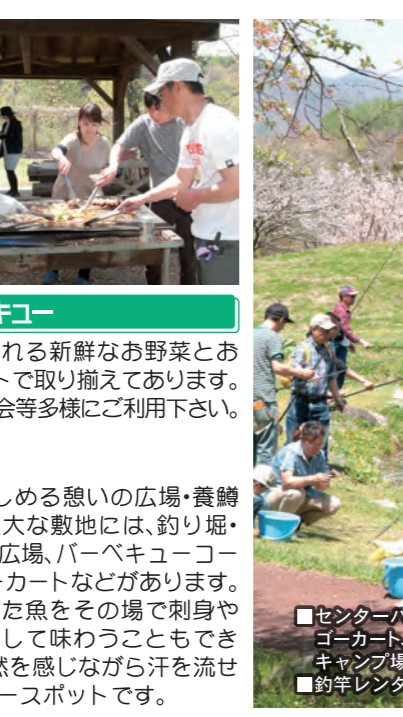 キュー
れる新鮮なお野菜とお
トで取り揃えてあります。
会等多様にご利用下さい。
しめる憩いの広場・養鱒
大な敷地には、釣り堀・
広場、バーベキューコー
ーカートなどがあります。
た魚をその場で刺身や
して味わうこともでき
然を感じながら汗を流せ
ースポットです。
■センターハ
ゴーカート、
キャンプ場
■釣竿レンタ